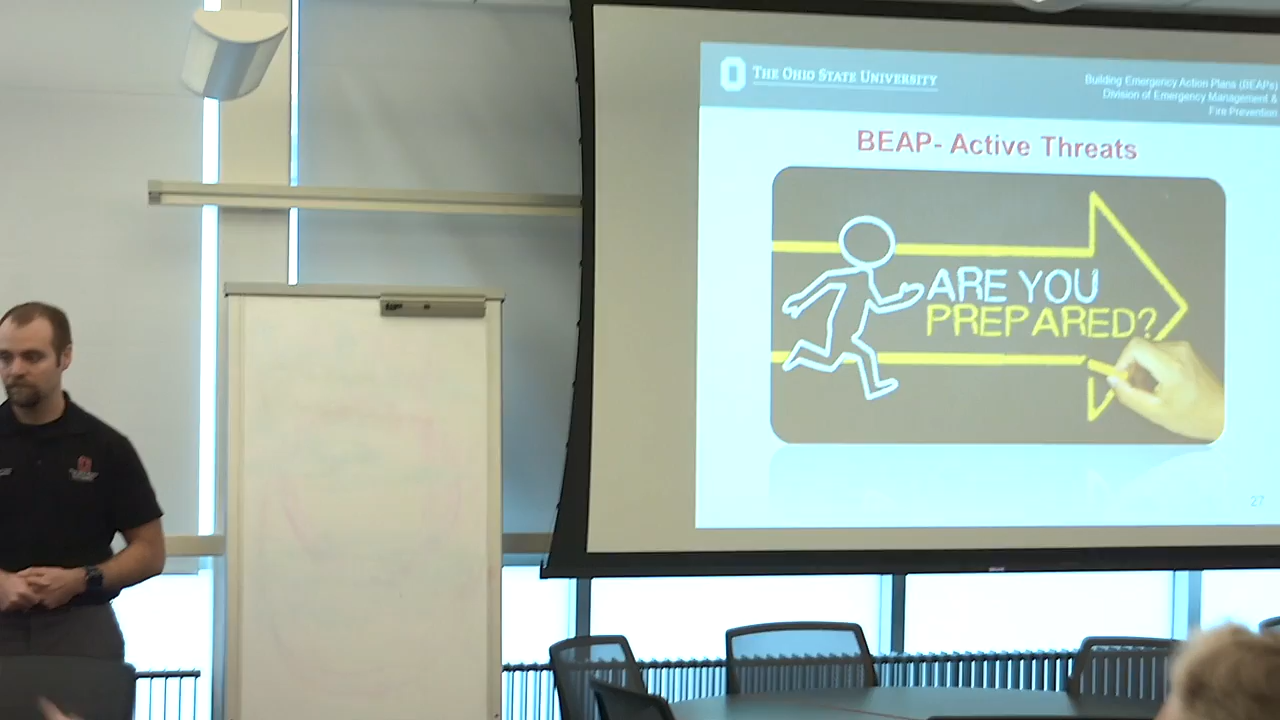 THE OHIO STATE UNIVERSITY
Building Emergency Action Plans (BEAPs)
Division of Emergency Management &
Fire Prevention
BEAP- Active Threats
ARE YOU
PREPARED?
27